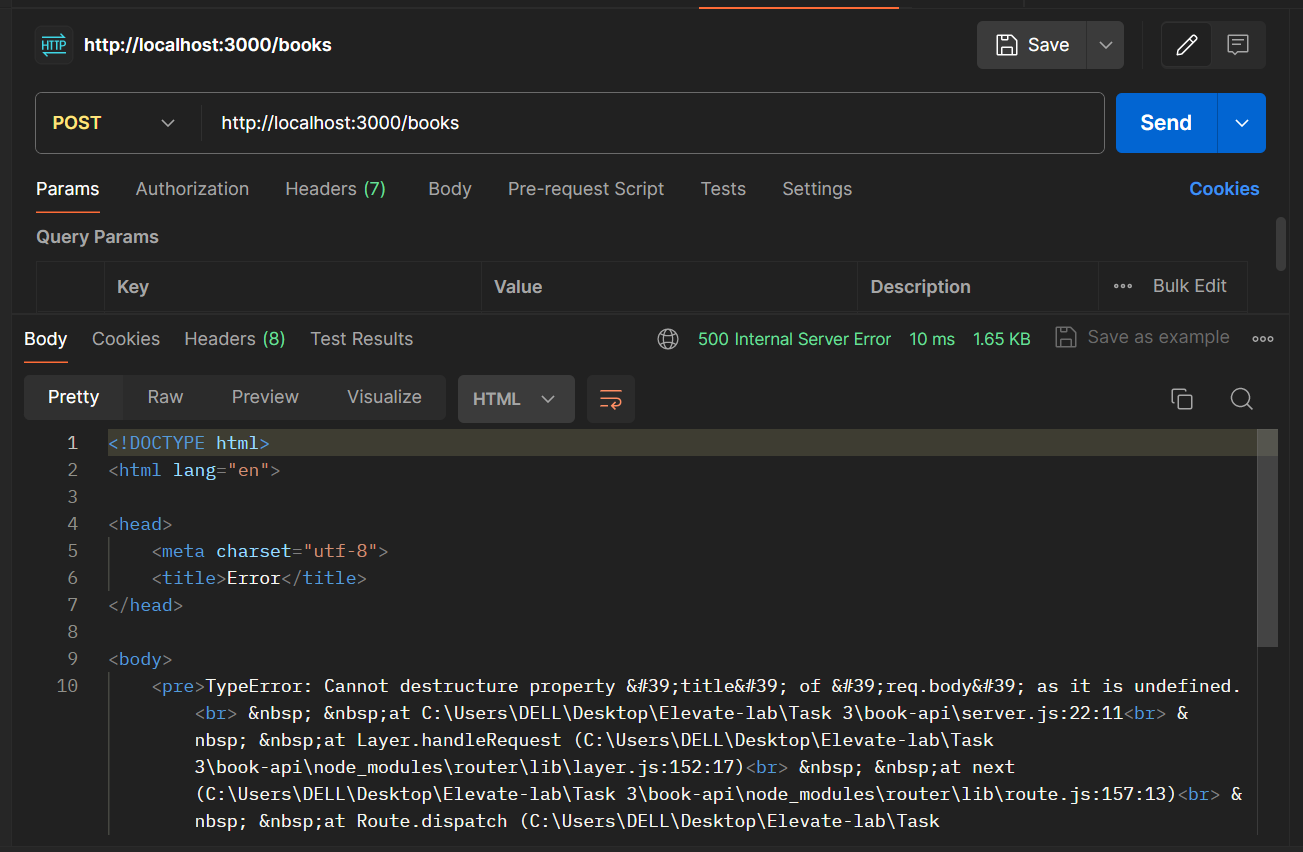 HTTP http://localhost:3000/books Save
POST http://localhost:3000/books Send
Params Authorization Headers (7) Body Pre-request Script Tests Settings Cookies
Query Params
Key Value Description Bulk Edit
Body Cookies Headers (8) Test Results 500 Internal Server Error 10 ms 1.65 KB Save as example
Pretty Raw Preview Visualize HTML
1 <!DOCTYPE html>
2 <html lang="en">
3
4 <head>
5 <meta charset="utf-8">
6 <title>Error</title>
7 </head>
8
9 <body>
10 <pre>TypeError: Cannot destructure property &#39;title&#39; of &#39;req.body&#39; as it is undefined.
<br> &nbsp; &nbsp;at C:\Users\DELL\Desktop\Elevate-lab\Task 3\book-api\server.js:22:11<br> &
nbsp; &nbsp;at Layer.handleRequest (C:\Users\DELL\Desktop\Elevate-lab\Task
3\book-api\node_modules\router\lib\layer.js:152:17)<br> &nbsp; &nbsp;at next
(C:\Users\DELL\Desktop\Elevate-lab\Task 3\book-api\node_modules\router\lib\route.js:157:13)<br> &
nbsp; &nbsp;at Route.dispatch (C:\Users\DELL\Desktop\Elevate-lab\Task